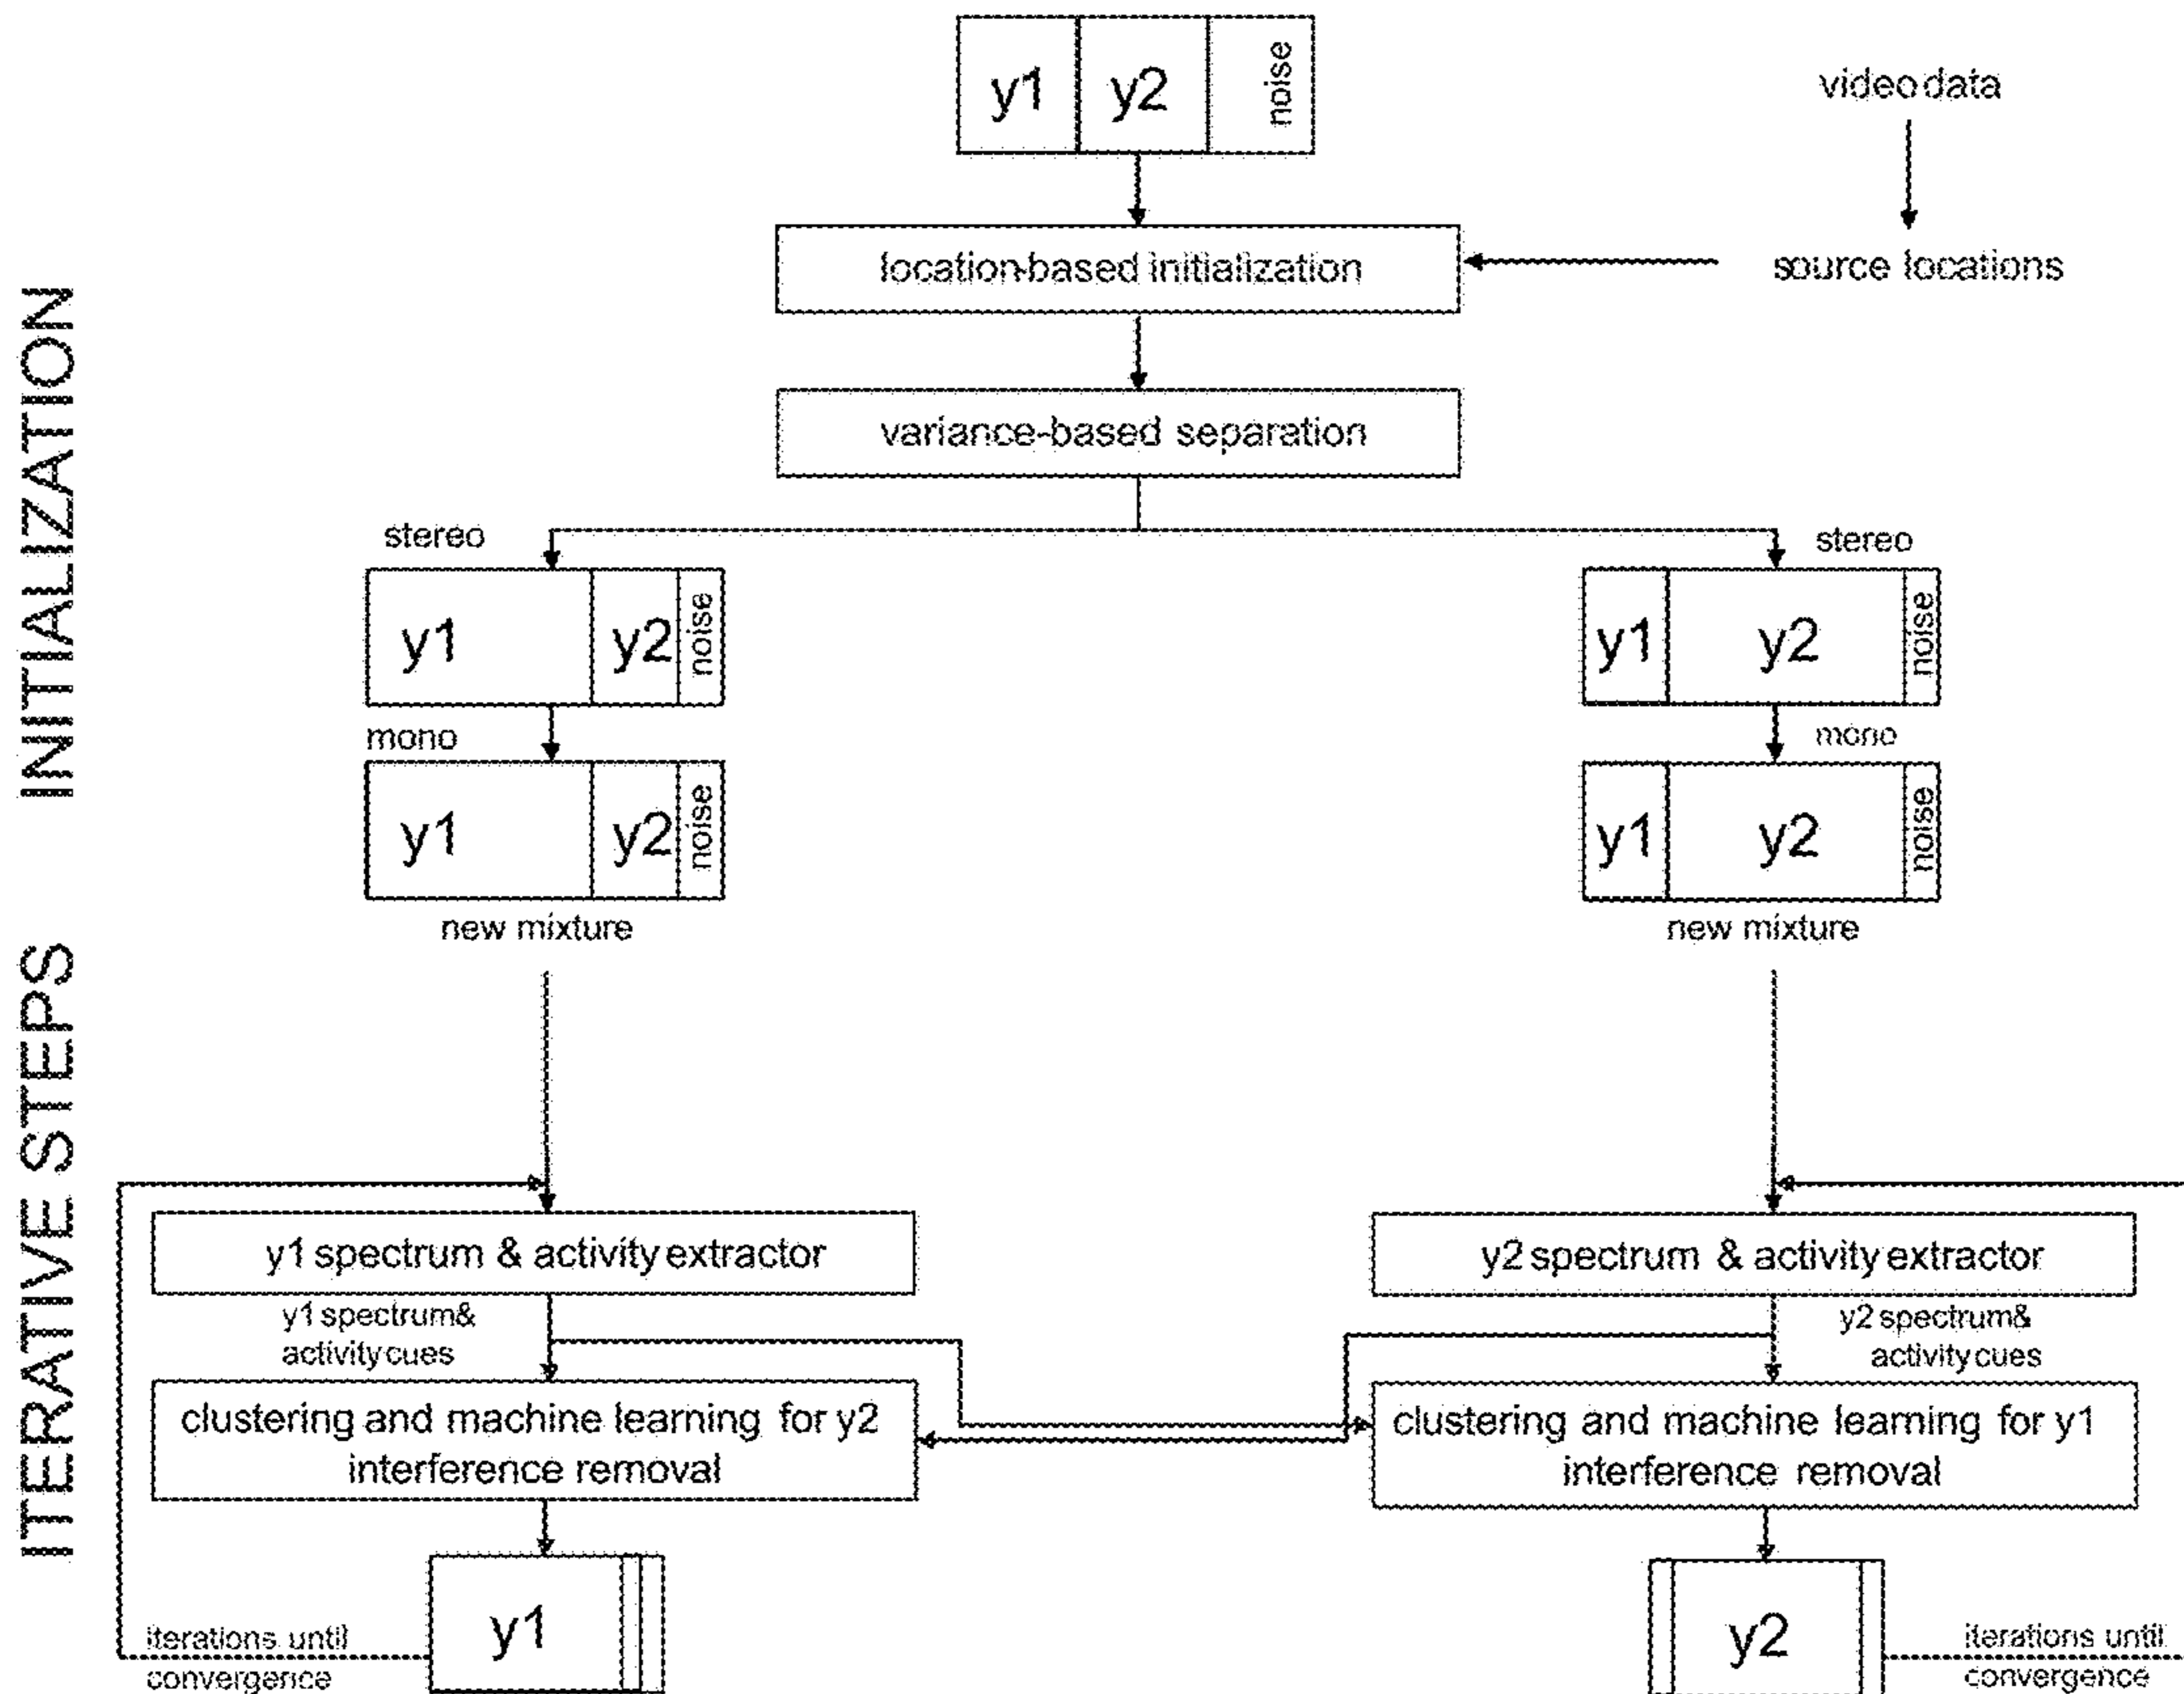 y1 y2 noise
video data
location-based initialization
source locations
variance-based separation
INITIALIZATION
stereo
stereo
y1 y2 noise
y1 y2 noise
mono
mono
y1 y2 noise
y1 y2 noise
new mixture
new mixture
ITERATIVE STEPS
y1 spectrum & activity extractor
y2 spectrum & activity extractor
y1 spectrum&
activity cues
y2 spectrum&
activity cues
clustering and machine learning for y2
interference removal
clustering and machine learning for y1
interference removal
y1
y2
iterations until
convergence
iterations until
convergence